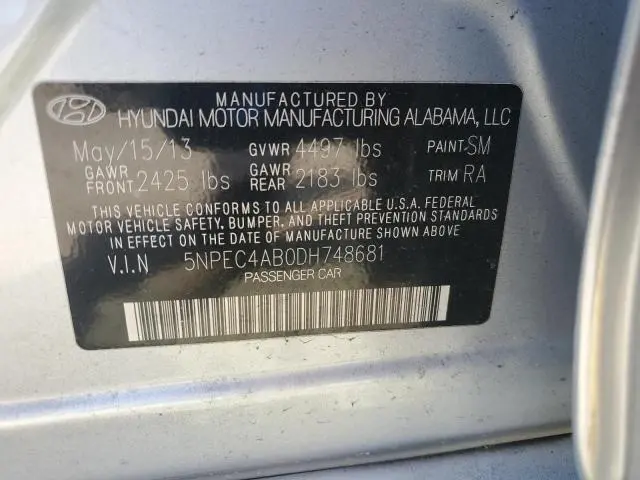 MANUFACTURED BY
HYUNDAI MOTOR MANUFACTURING ALABAMA, LLC
May/15/13 GVWR 4497 lbs PAINT:SM
GAWR FRONT 2425 lbs GAWR REAR 2183 lbs TRIM RA
THIS VEHICLE CONFORMS TO ALL APPLICABLE U.S.A. FEDERAL
MOTOR VEHICLE SAFETY, BUMPER, AND THEFT PREVENTION STANDARDS
IN EFFECT ON THE DATE OF MANUFACTURE SHOWN ABOVE.
V.I.N 5NPEC4AB0DH748681
PASSENGER CAR